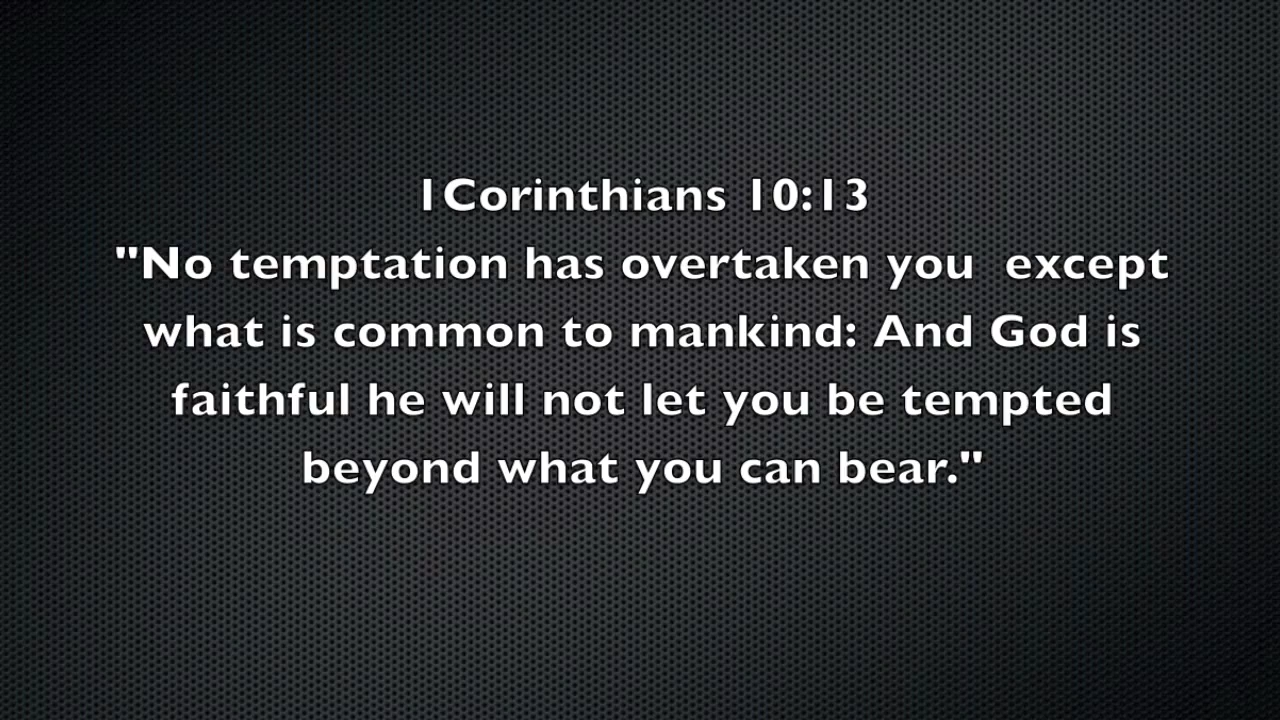 1Corinthians 10:13
"No temptation has overtaken you  except
what is common to mankind: And God is
faithful he will not let you be tempted
beyond what you can bear."